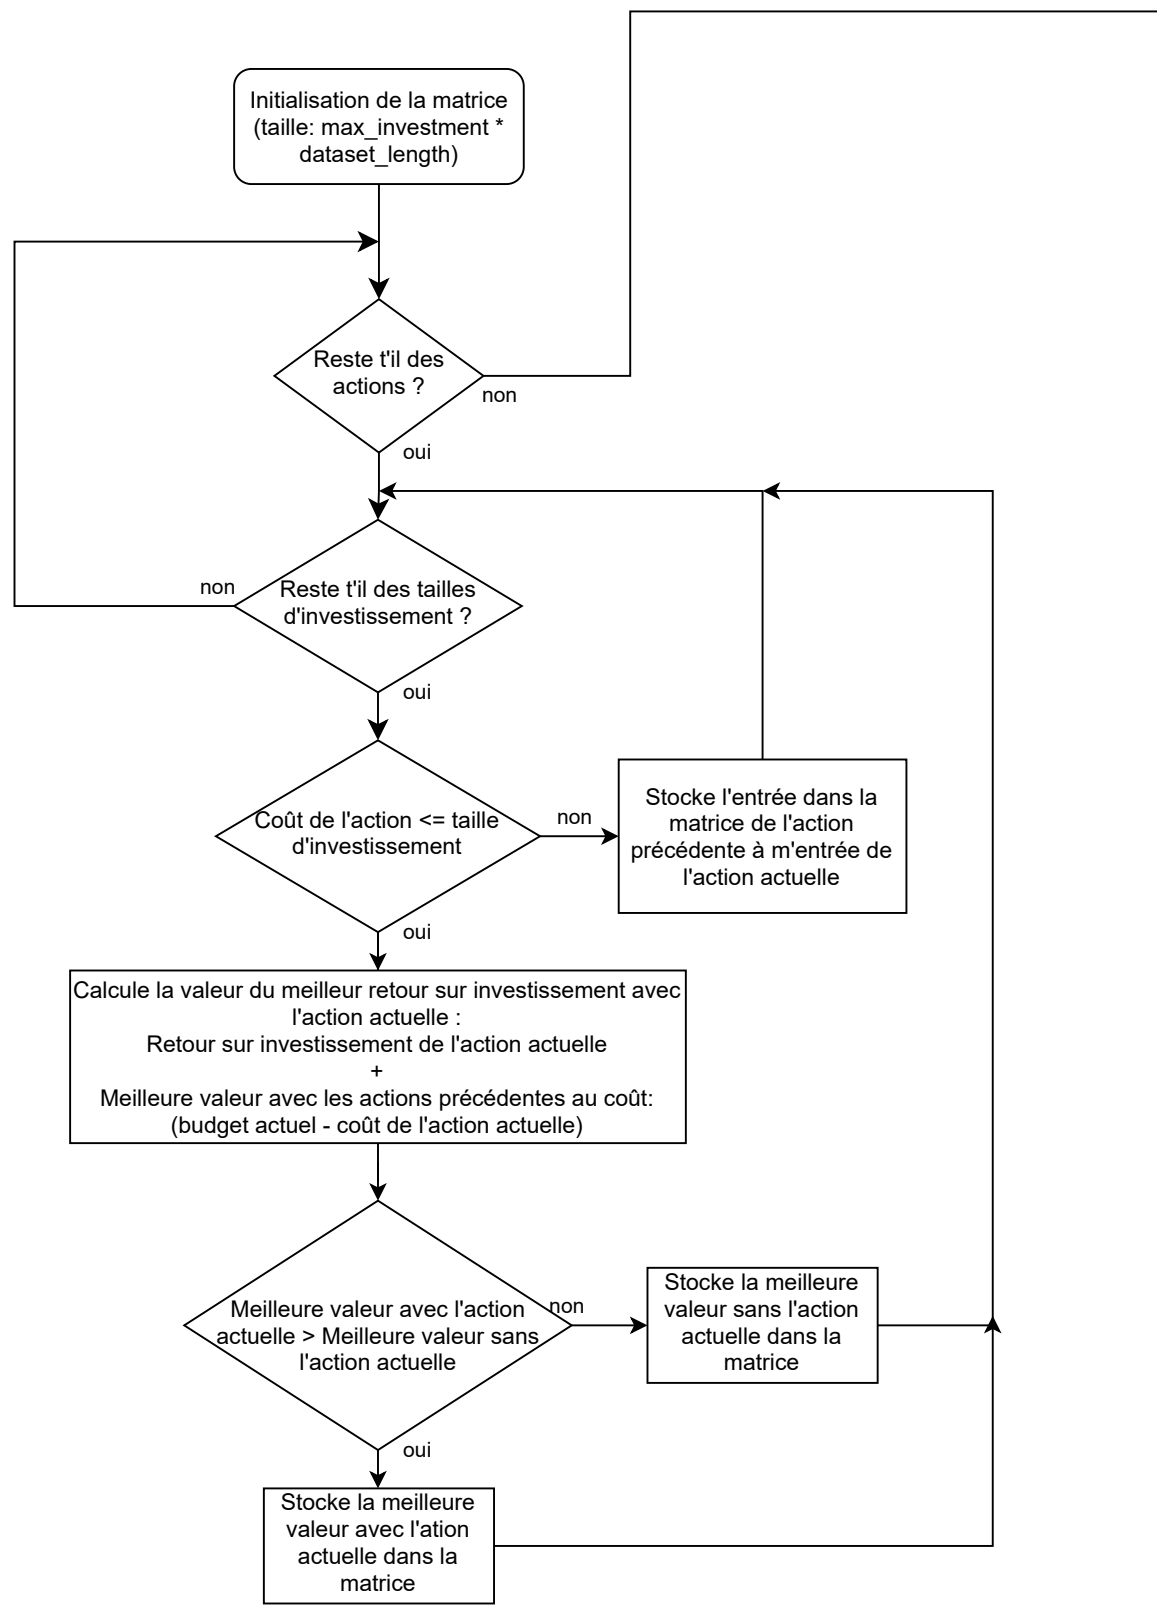 Initialisation de la matrice
(taille: max_investment *
dataset_length)
Reste t'il des
actions ?
non
oui
Reste t'il des tailles
d'investissement ?
non
oui
Coût de l'action <= taille
d'investissement
non
Stocke l'entrée dans la
matrice de l'action
précédente à m'entrée de
l'action actuelle
oui
Calcule la valeur du meilleur retour sur investissement avec
l'action actuelle :
Retour sur investissement de l'action actuelle
+
Meilleure valeur avec les actions précédentes au coût:
(budget actuel - coût de l'action actuelle)
Meilleure valeur avec l'action
actuelle > Meilleure valeur sans
l'action actuelle
non
Stocke la meilleure
valeur sans l'action
actuelle dans la
matrice
oui
Stocke la meilleure
valeur avec l'ation
actuelle dans la
matrice